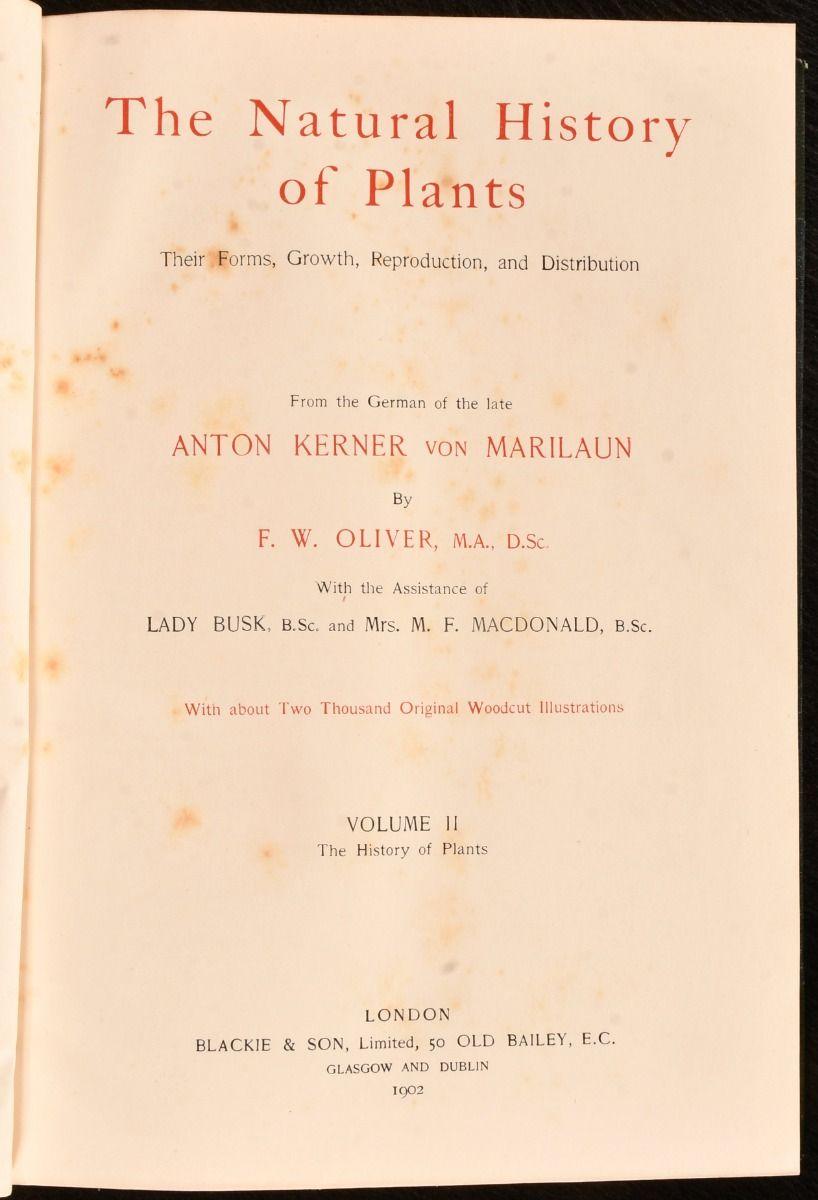 The Natural History
of Plants
Their Forms, Growth, Reproduction, and Distribution
From the German of the late
ANTON KERNER VON MARILAUN
By
F. W. OLIVER, M.A., D.Sc.
With the Assistance of
LADY BUSK, B.Sc. and Mrs. M. F. MACDONALD, B.Sc.
With about Two Thousand Original Woodcut Illustrations
VOLUME II
The History of Plants
LONDON
BLACKIE & SON, Limited, 50 OLD BAILEY, E.C.
GLASGOW AND DUBLIN
1902